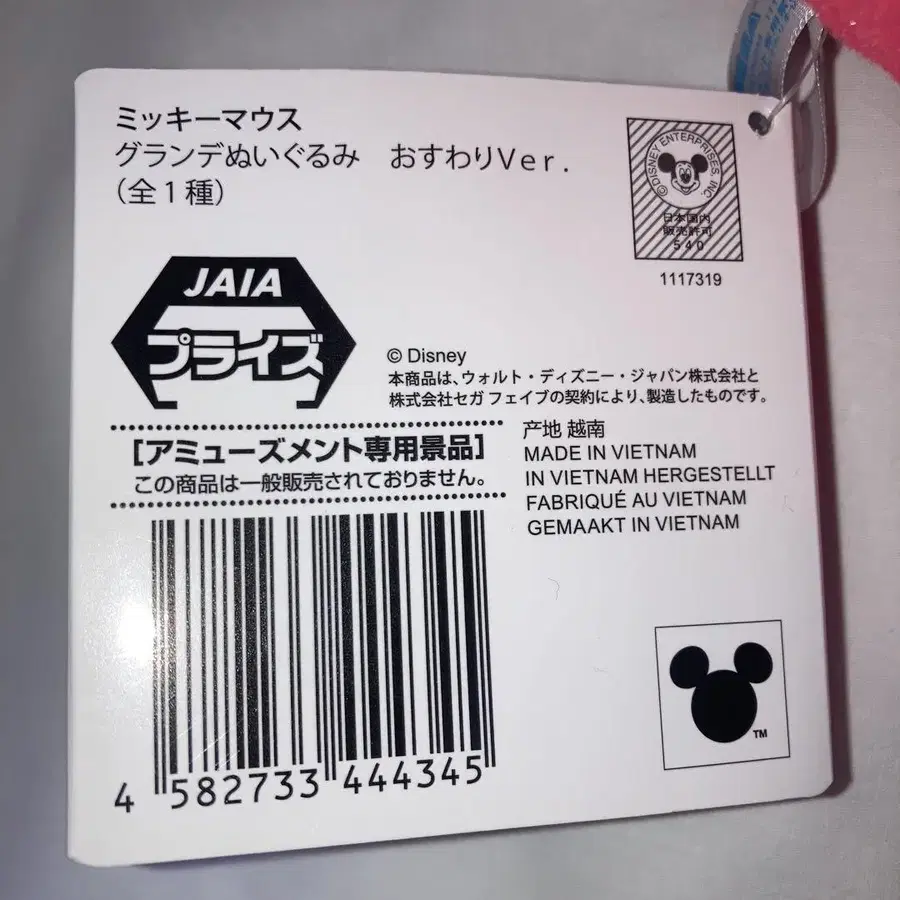 ミッキーマウス
グランデぬいぐるみ　おすわりVer.
（全１種）
©DISNEY ENTERPRISES, INC.
日本国内
販売許可
540
1117319
JAIA
プライズ
© Disney
本商品は、ウォルト・ディズニー・ジャパン株式会社と
株式会社セガ フェイブの契約により、製造したものです。
［アミューズメント専用景品］
この商品は一般販売されておりません。
产地 越南
MADE IN VIETNAM
IN VIETNAM HERGESTELLT
FABRIQUÉ AU VIETNAM
GEMAAKT IN VIETNAM
TM
4 582733 444345